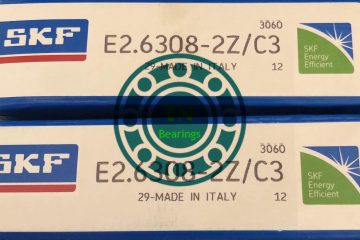 3060
SKF
E2.6308-2Z/C3
SKF
Energy
Efficient
29-MADE IN ITALY 12
Bearings
3060
SKF
E2.6308-2Z/C3
SKF
Energy
Efficient
29-MADE IN ITALY 12